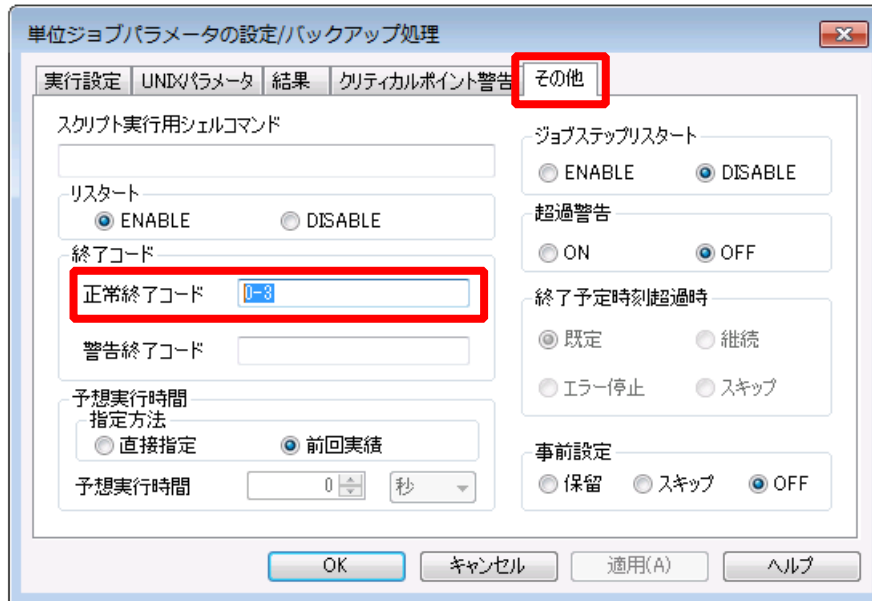 単位ジョブパラメータの設定/バックアップ処理
実行設定 UNIXパラメータ 結果 クリティカルポイント警告 その他
スクリプト実行用シェルコマンド
リスタート
ENABLE DISABLE
終了コード
正常終了コード 0-3
警告終了コード
予想実行時間
指定方法
直接指定 前回実績
予想実行時間 0 秒
ジョブステップリスタート
ENABLE DISABLE
超過警告
ON OFF
終了予定時刻超過時
既定 継続
エラー停止 スキップ
事前設定
保留 スキップ OFF
OK キャンセル 適用(A) ヘルプ